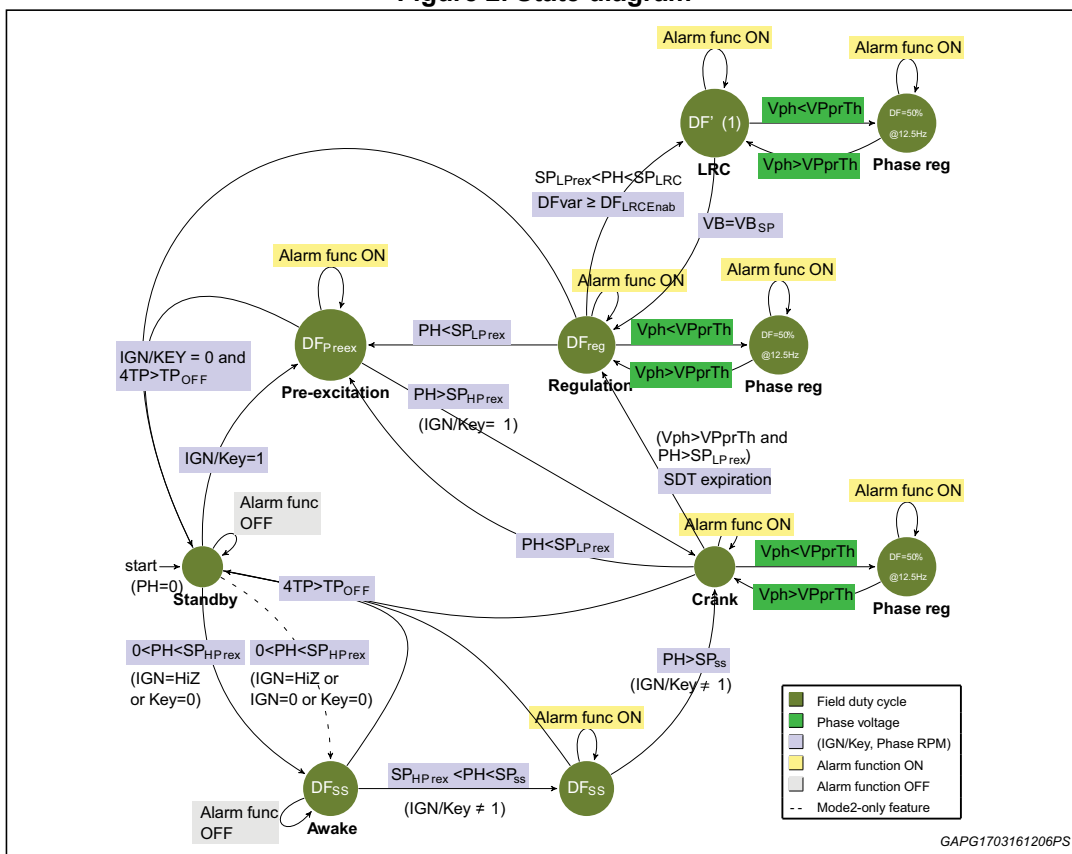 Figure 2. State diagram
Alarm func ON
Alarm func ON
DF' (1)
LRC
Vph<VPprTh
Vph>VPprTh
DF=50%
@12.5Hz
Phase reg
SPLPrex<PH<SPLRC
DFvar ≥ DFLRCEnab
VB=VBSP
Alarm func ON
Alarm func ON
Alarm func ON
DFPreex
Pre-excitation
PH<SPLPrex
DFreg
Regulation
Vph<VPprTh
Vph>VPprTh
DF=50%
@12.5Hz
Phase reg
IGN/KEY = 0 and
4TP>TPOFF
PH>SPHPrex
(IGN/Key= 1)
(Vph>VPprTh and
PH>SPLPrex)
SDT expiration
IGN/Key=1
Alarm func
OFF
PH<SPLPrex
Alarm func ON
Alarm func ON
start
(PH=0)
Standby
4TP>TPOFF
Crank
Vph<VPprTh
Vph>VPprTh
DF=50%
@12.5Hz
Phase reg
0<PH<SPHPrex
(IGN=HiZ
or Key=0)
0<PH<SPHPrex
(IGN=HiZ or
IGN=0 or Key=0)
PH>SPss
(IGN/Key ≠ 1)
Alarm func ON
DFSS
Awake
Alarm func
OFF
SPHPrex <PH<SPss
(IGN/Key ≠ 1)
DFSS
Field duty cycle
Phase voltage
(IGN/Key, Phase RPM)
Alarm function ON
Alarm function OFF
-- Mode2-only feature
GAPG1703161206PS